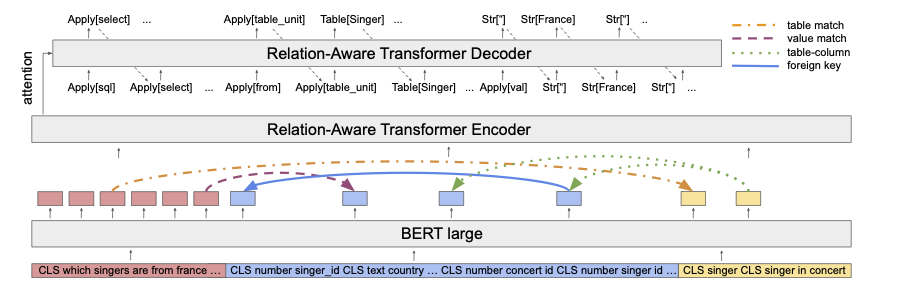 Apply[select] ... Apply[table_unit] Table[Singer] ... Str["] Str[France] Str["] ..
table match
value match
table-column
foreign key
Relation-Aware Transformer Decoder
attention
Apply[sql] Apply[select] ... Apply[from] Apply[table_unit] Table[Singer] ... Apply[val] Str["] Str[France] Str["] ...
Relation-Aware Transformer Encoder
BERT large
CLS which singers are from france ... CLS number singer_id CLS text country ... CLS number concert id CLS number singer id ... CLS singer CLS singer in concert